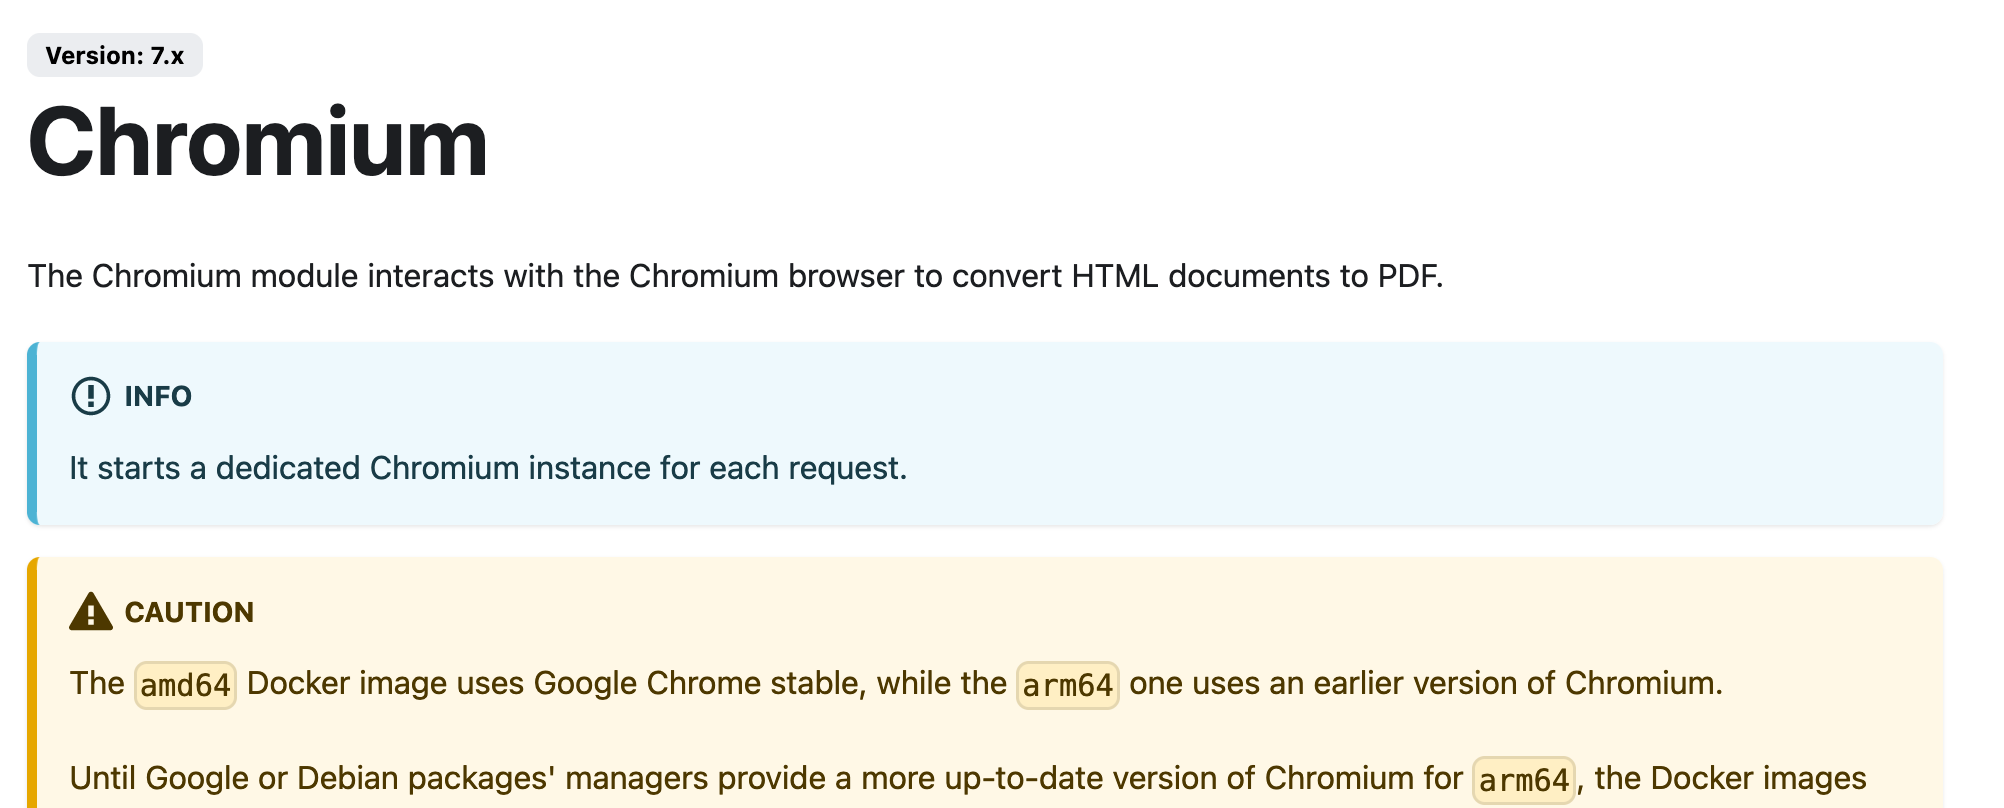 Version: 7.x
Chromium
The Chromium module interacts with the Chromium browser to convert HTML documents to PDF.
INFO
It starts a dedicated Chromium instance for each request.
CAUTION
The amd64 Docker image uses Google Chrome stable, while the arm64 one uses an earlier version of Chromium.
Until Google or Debian packages' managers provide a more up-to-date version of Chromium for arm64, the Docker images